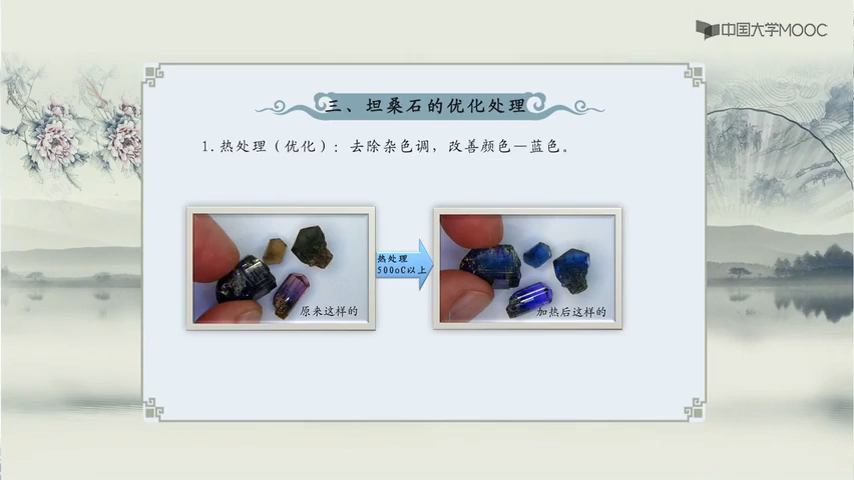 中国大学MOOC
三、坦桑石的优化处理
1.热处理（优化）：去除杂色调，改善颜色—蓝色。
热处理
500oC以上
原来这样的
加热后这样的